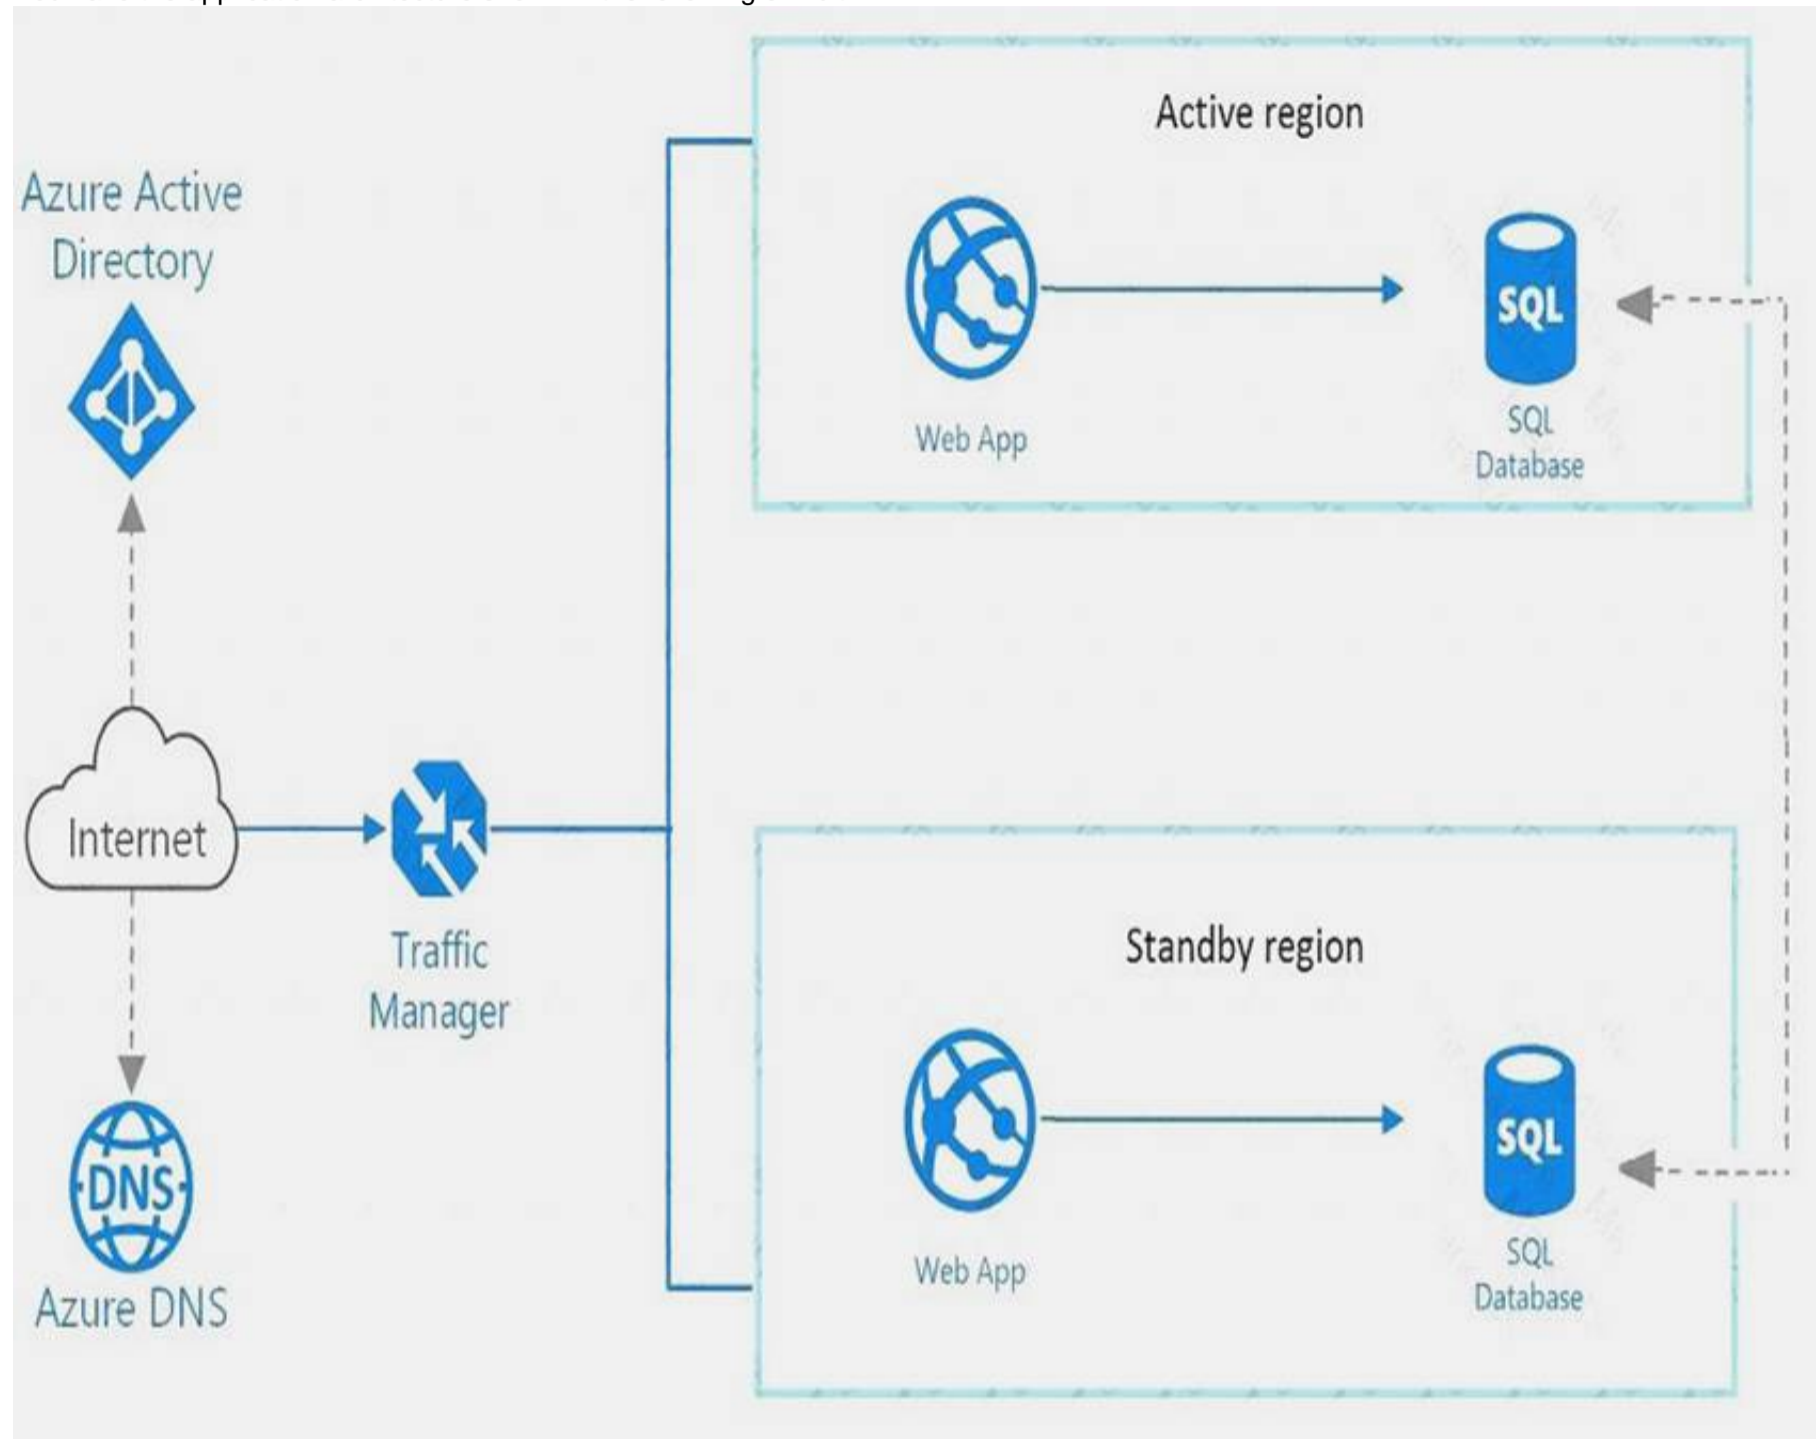 Active region
Azure Active
Directory
SQL
Web App
SQL
Database
Internet
Traffic
Manager
Standby region
SQL
DNS
Web App
SQL
Database
Azure DNS